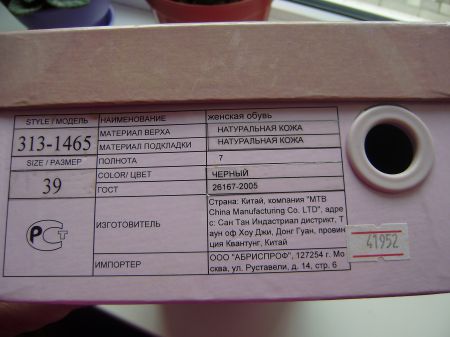 STYLE / МОДЕЛЬ НАИМЕНОВАНИЕ женская обувь
313-1465 МАТЕРИАЛ ВЕРХА НАТУРАЛЬНАЯ КОЖА
МАТЕРИАЛ ПОДКЛАДКИ НАТУРАЛЬНАЯ КОЖА
SIZE / РАЗМЕР ПОЛНОТА 7
39 COLOR/ ЦВЕТ ЧЕРНЫЙ
ГОСТ 26167-2005
РСТ
ИЗГОТОВИТЕЛЬ
Страна: Китай, компания "МТВ
China Manufacturing Co. LTD", адре
с: Сан Тан Индастриал дистрикт, Т
аун оф Хоу Джи, Донг Гуан, провин
ция Квантунг, Китай
ИМПОРТЕР
ООО "АБРИСПРОФ", 127254 г. Мо
сква, ул. Руставели, д. 14, стр. 6
41952